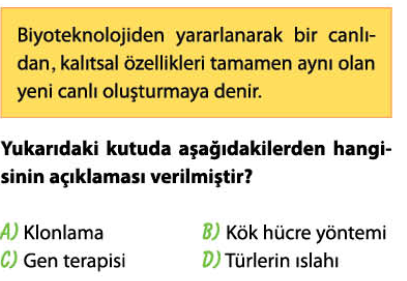 Biyoteknolojiden yararlanarak bir canlı-
dan, kalıtsal özellikleri tamamen aynı olan
yeni canlı oluşturmaya denir.
Yukarıdaki kutuda aşağıdakilerden hangi-
sinin açıklaması verilmiştir?
A) Klonlama B) Kök hücre yöntemi
C) Gen terapisi D) Türlerin ıslahı